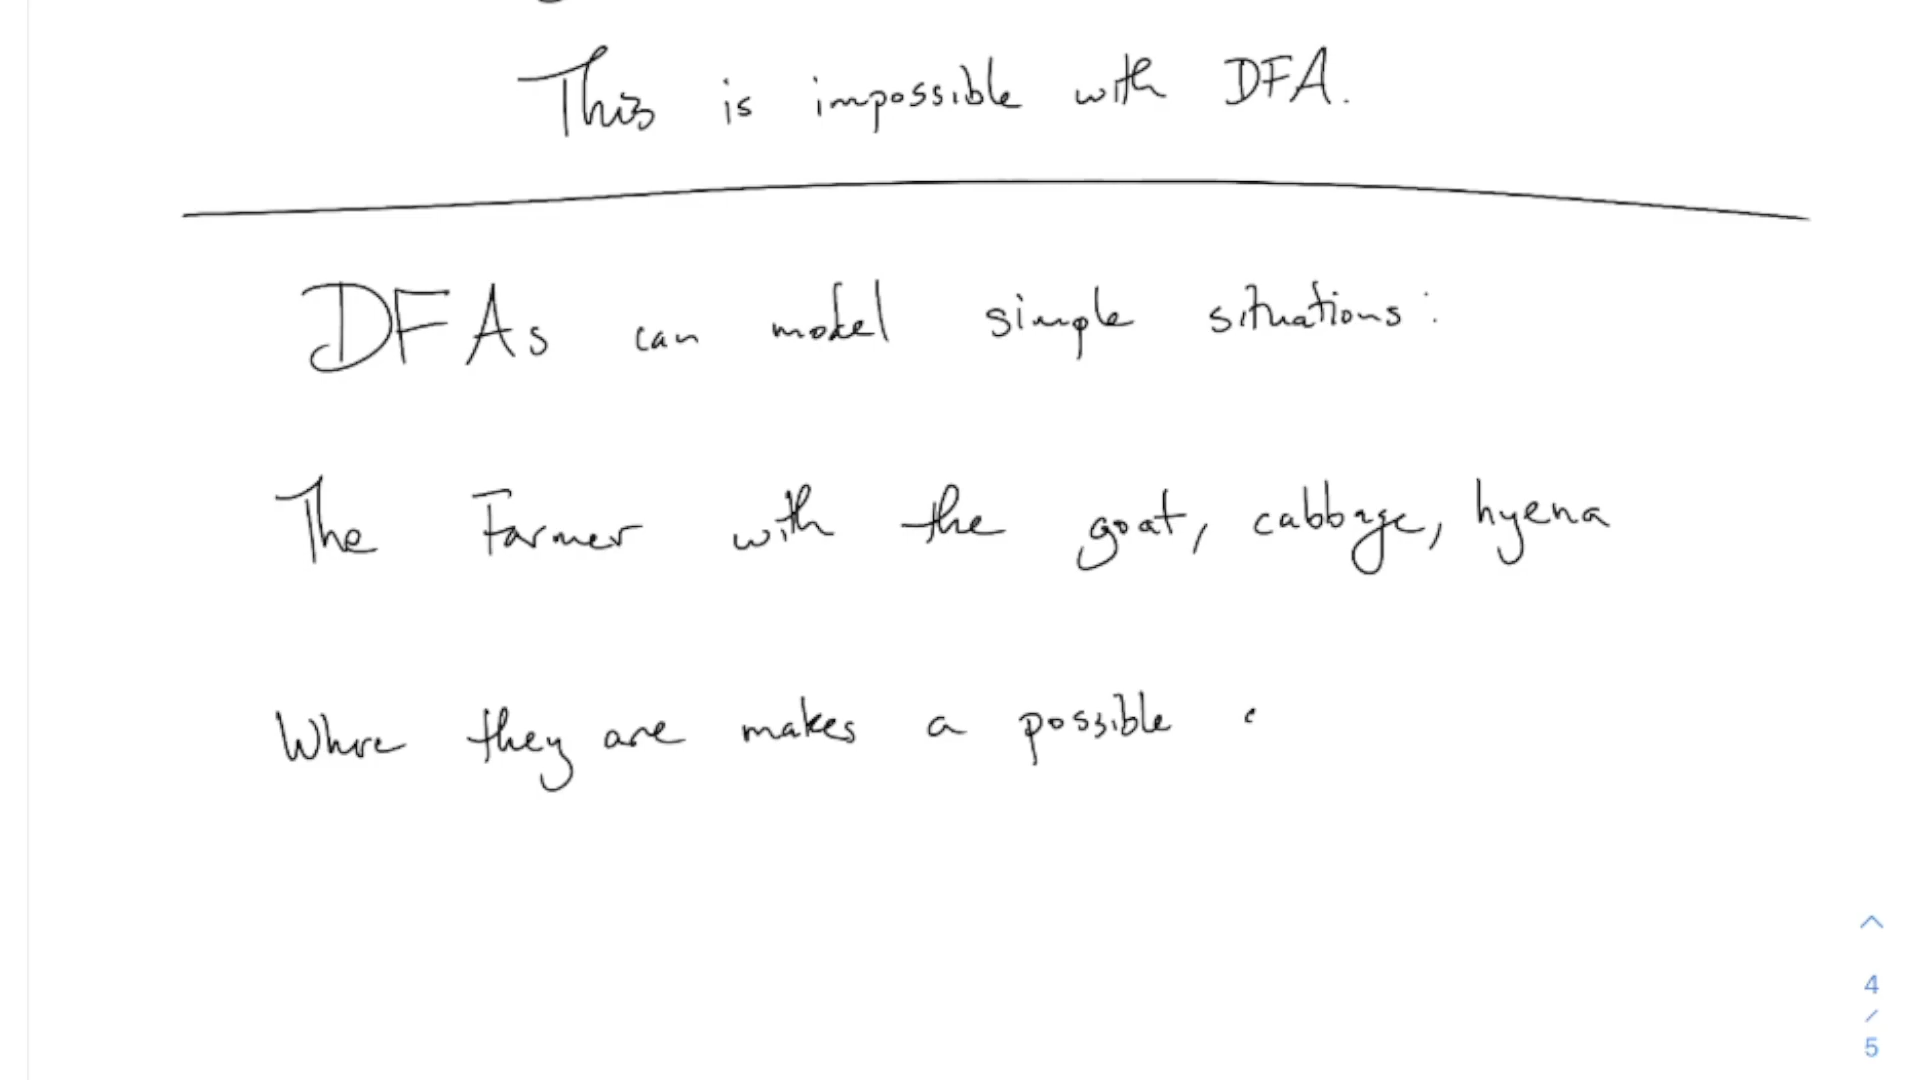 This is impossible with DFA.
DFAs can model simple situations:
The Farmer with the goat, cabbage, hyena
Where they are makes a possible
4
/
5